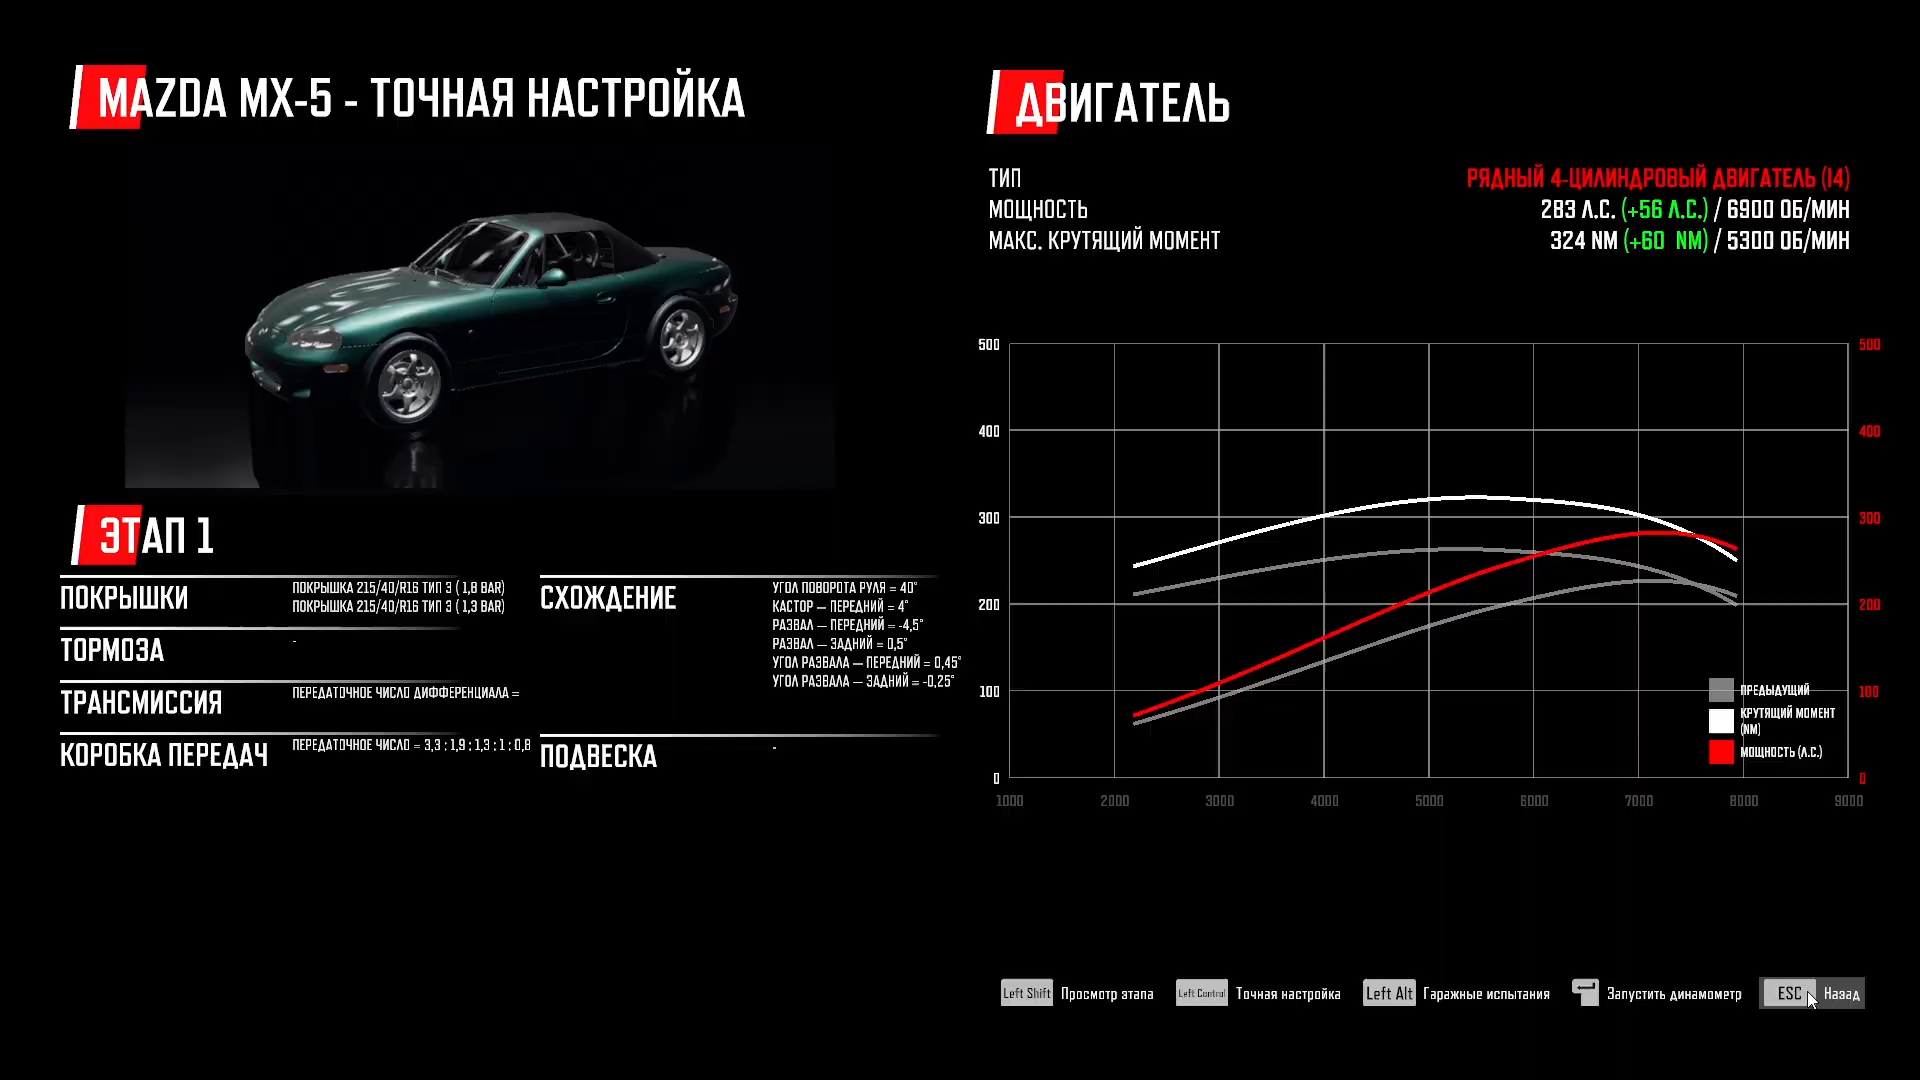 MAZDA MX-5 - ТОЧНАЯ НАСТРОЙКА
ЭТАП 1
ПОКРЫШКИ
ПОКРЫШКА 215/40/R16 ТИП 3 ( 1,8 BAR)
ПОКРЫШКА 215/40/R16 ТИП 3 ( 1,3 BAR)
ТОРМОЗА
-
ТРАНСМИССИЯ
ПЕРЕДАТОЧНОЕ ЧИСЛО ДИФФЕРЕНЦИАЛА =
КОРОБКА ПЕРЕДАЧ
ПЕРЕДАТОЧНОЕ ЧИСЛО = 3,3 : 1,9 : 1,3 : 1 : 0,8
СХОЖДЕНИЕ
УГОЛ ПОВОРОТА РУЛЯ = 40°
КАСТОР — ПЕРЕДНИЙ = 4°
РАЗВАЛ — ПЕРЕДНИЙ = -4,5°
РАЗВАЛ — ЗАДНИЙ = 0,5°
УГОЛ РАЗВАЛА — ПЕРЕДНИЙ = 0,45°
УГОЛ РАЗВАЛА — ЗАДНИЙ = -0,25°
ПОДВЕСКА
-
ДВИГАТЕЛЬ
ТИП РЯДНЫЙ 4-ЦИЛИНДРОВЫЙ ДВИГАТЕЛЬ (I4)
МОЩНОСТЬ 283 Л.С. (+56 Л.С.) / 6900 ОБ/МИН
МАКС. КРУТЯЩИЙ МОМЕНТ 324 NM (+60 NM) / 5300 ОБ/МИН
500 500
400 400
300 300
200 200
100 100
0 0
1000 2000 3000 4000 5000 6000 7000 8000 9000
ПРЕДЫДУЩИЙ
КРУТЯЩИЙ МОМЕНТ
(NM)
МОЩНОСТЬ (Л.С.)
Left Shift Просмотр этапа Left Control Точная настройка Left Alt Гаражные испытания Запустить динамометр ESC Назад